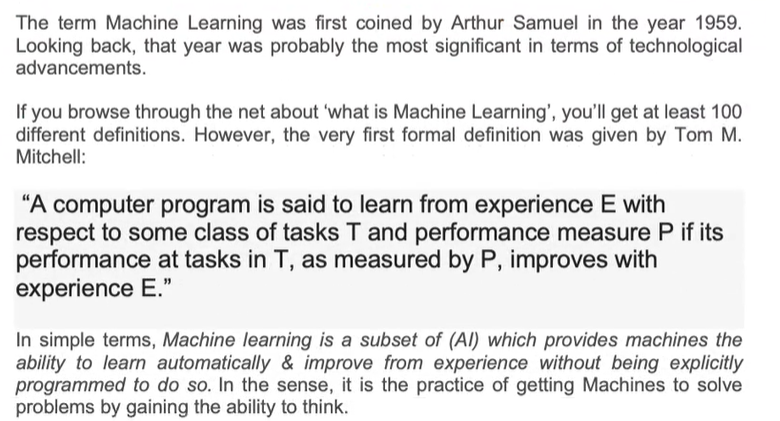 The term Machine Learning was first coined by Arthur Samuel in the year 1959.
Looking back, that year was probably the most significant in terms of technological
advancements.
If you browse through the net about ‘what is Machine Learning’, you’ll get at least 100
different definitions. However, the very first formal definition was given by Tom M.
Mitchell:
“A computer program is said to learn from experience E with
respect to some class of tasks T and performance measure P if its
performance at tasks in T, as measured by P, improves with
experience E.”
In simple terms, Machine learning is a subset of (AI) which provides machines the
ability to learn automatically & improve from experience without being explicitly
programmed to do so. In the sense, it is the practice of getting Machines to solve
problems by gaining the ability to think.